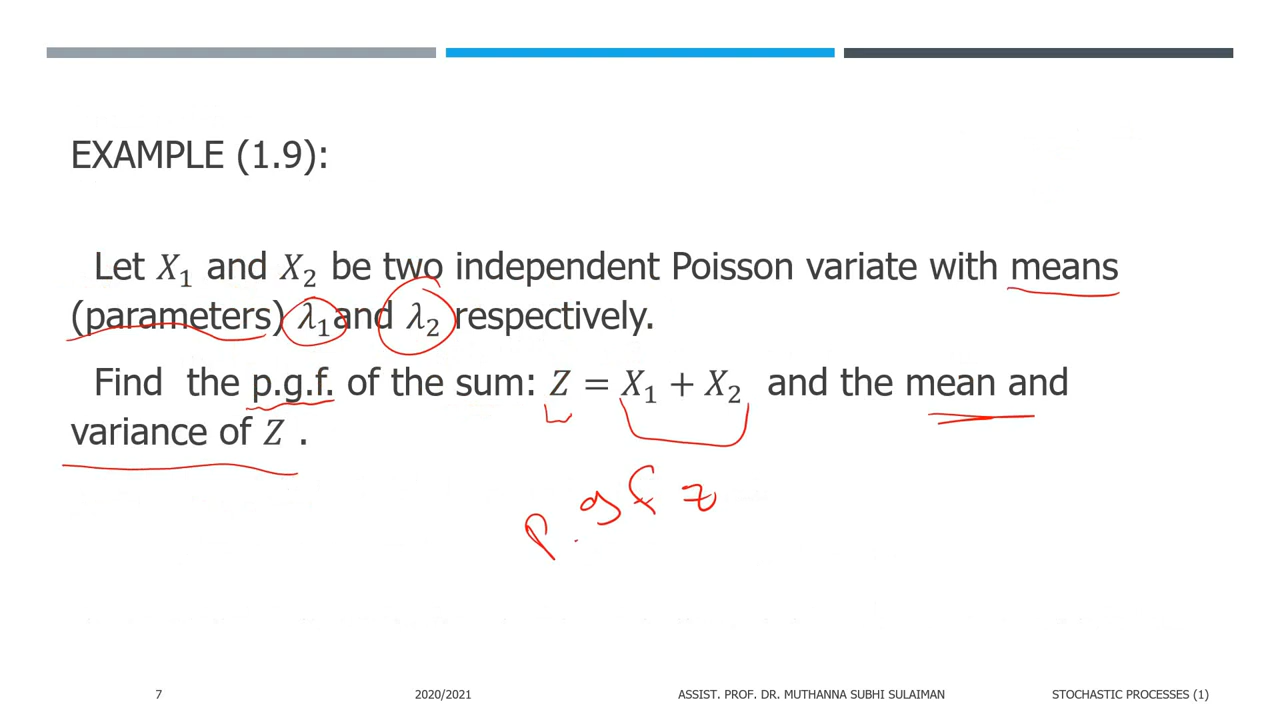 EXAMPLE (1.9):
Let X₁ and X₂ be two independent Poisson variate with means
(parameters) λ₁ and λ₂ respectively.
Find the p.g.f. of the sum: Z = X₁ + X₂ and the mean and
variance of Z .
p.gf z
7 2020/2021 ASSIST. PROF. DR. MUTHANNA SUBHI SULAIMAN STOCHASTIC PROCESSES (1)